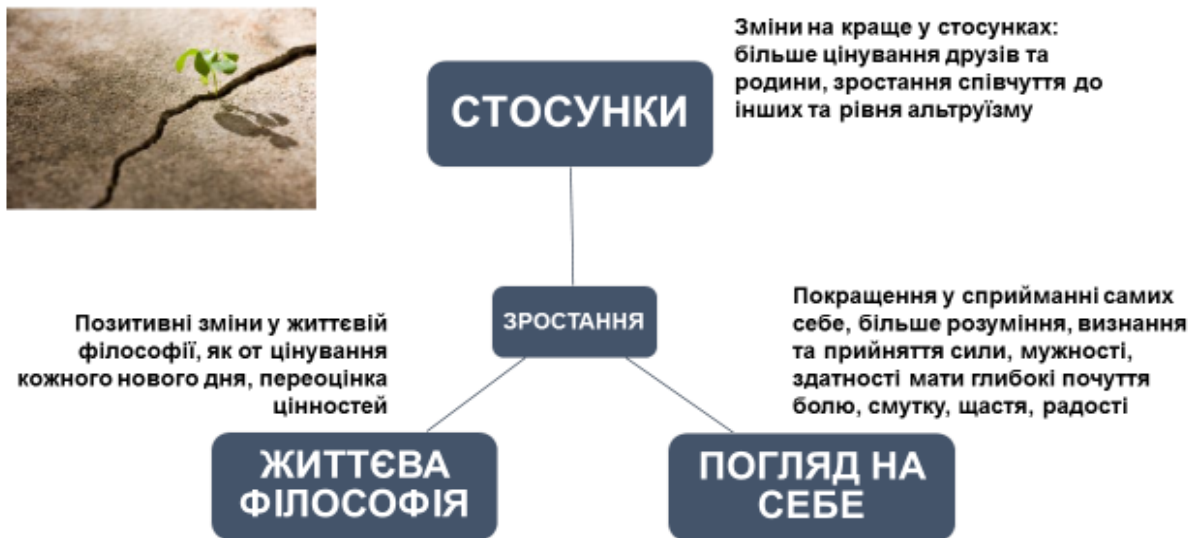 Зміни на краще у стосунках:
більше цінування друзів та
родини, зростання співчуття до
інших та рівня альтруїзму
СТОСУНКИ
ЗРОСТАННЯ
Позитивні зміни у життєвій
філософії, як от цінування
кожного нового дня, переоцінка
цінностей
Покращення у сприйманні самих
себе, більше розуміння, визнання
та прийняття сили, мужності,
здатності мати глибокі почуття
болю, смутку, щастя, радості
ЖИТТЄВА
ФІЛОСОФІЯ
ПОГЛЯД НА
СЕБЕ